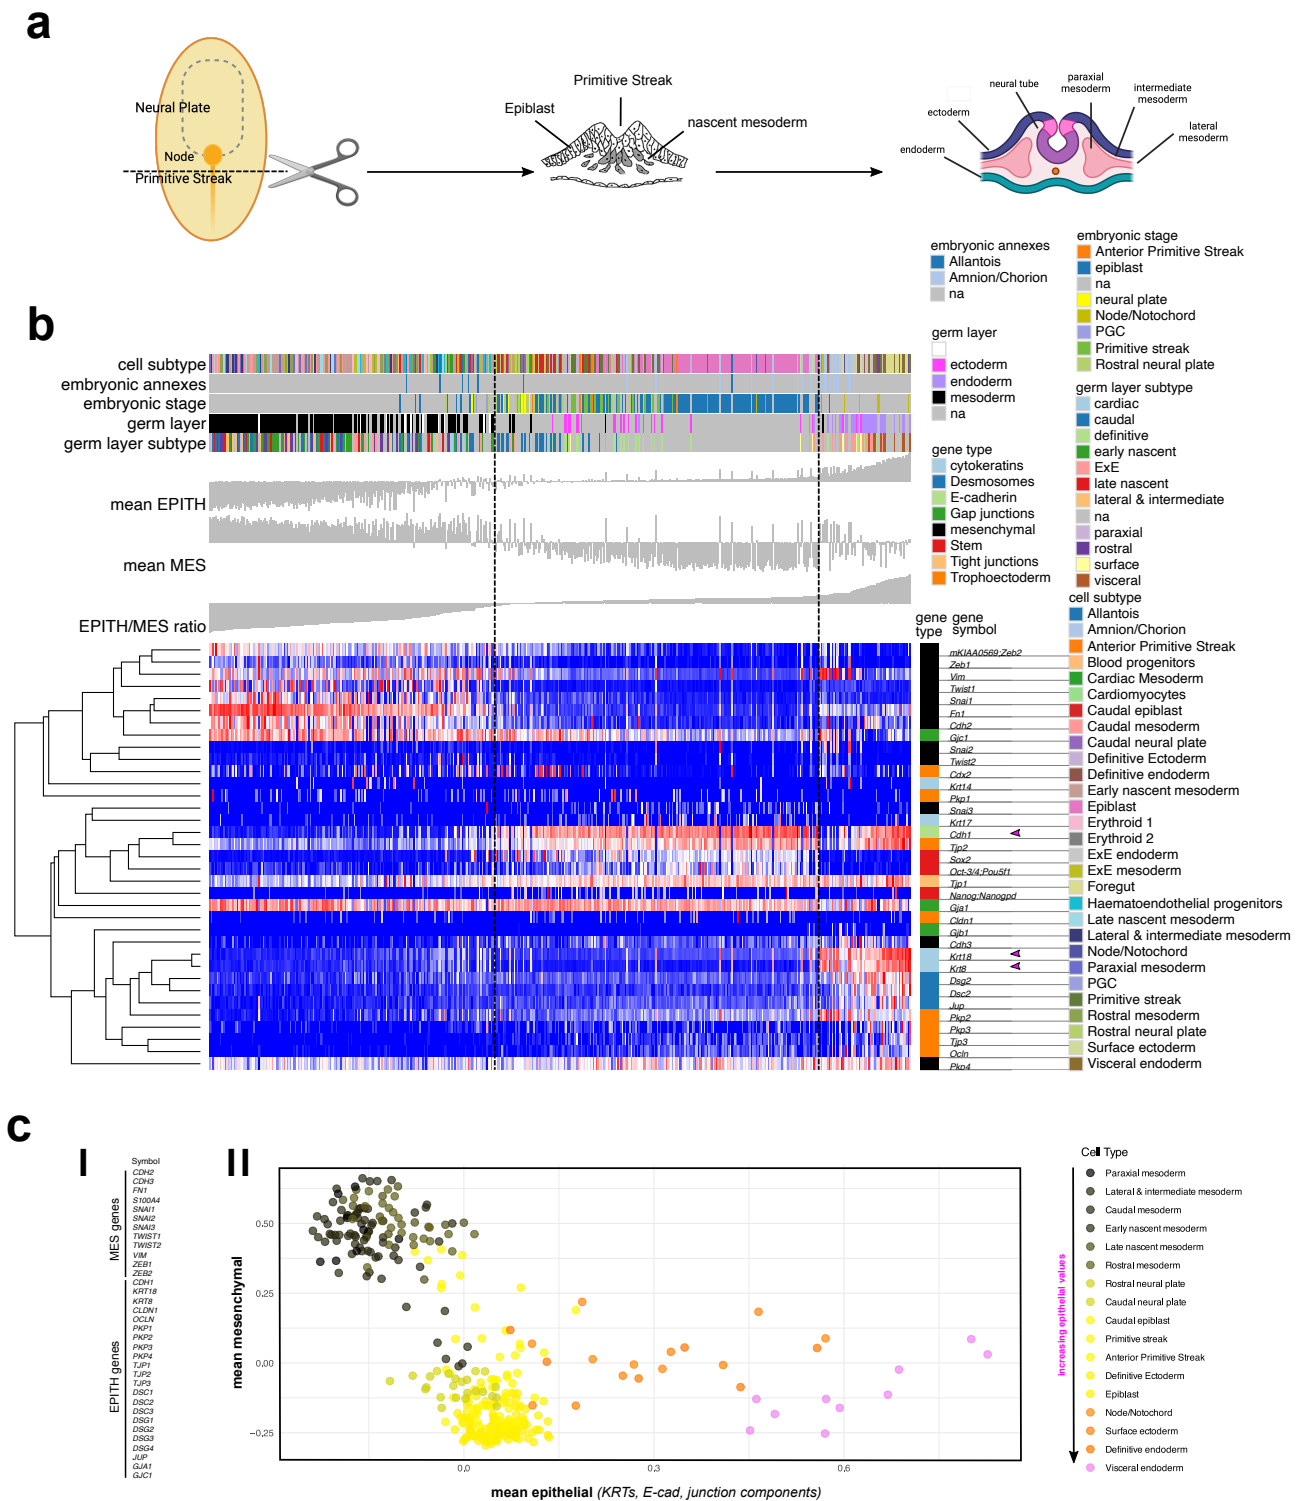 a
Neural Plate
Node
Primitive Streak
Primitive Streak
Epiblast
nascent mesoderm
neural tube
paraxial
mesoderm
intermediate
mesoderm
ectoderm
lateral
mesoderm
endoderm
embryonic annexes
Allantois
Amnion/Chorion
na
embryonic stage
Anterior Primitive Streak
epiblast
na
neural plate
Node/Notochord
PGC
Primitive streak
Rostral neural plate
b
germ layer
ectoderm
endoderm
mesoderm
na
germ layer subtype
cardiac
caudal
definitive
early nascent
ExE
late nascent
lateral & intermediate
na
paraxial
rostral
surface
visceral
gene type
cytokeratins
Desmosomes
E-cadherin
Gap junctions
mesenchymal
Stem
Tight junctions
Trophoectoderm
cell subtype
embryonic annexes
embryonic stage
germ layer
germ layer subtype
mean EPITH
mean MES
EPITH/MES ratio
gene
type
gene
symbol
mKIAA0569;Zeb2
Zeb1
Vim
Twist1
Snai1
Fn1
Cdh2
Gjc1
Snai2
Twist2
Cdx2
Krt14
Pkp1
Snai3
Krt17
Cdh1
Tjp2
Sox2
Oct-3/4;Pou5f1
Tjp1
Nanog;Nanogpd
Gja1
Cldn1
Gjb1
Cdh3
Krt18
Krt8
Dsg2
Dsc2
Jup
Pkp2
Pkp3
Tjp3
Ocln
Pkp4
cell subtype
Allantois
Amnion/Chorion
Anterior Primitive Streak
Blood progenitors
Cardiac Mesoderm
Cardiomyocytes
Caudal epiblast
Caudal mesoderm
Caudal neural plate
Definitive Ectoderm
Definitive endoderm
Early nascent mesoderm
Epiblast
Erythroid 1
Erythroid 2
ExE endoderm
ExE mesoderm
Foregut
Haematoendothelial progenitors
Late nascent mesoderm
Lateral & intermediate mesoderm
Node/Notochord
Paraxial mesoderm
PGC
Primitive streak
Rostral mesoderm
Rostral neural plate
Surface ectoderm
Visceral endoderm
c
I
Symbol
MES genes
CDH2
CDH3
FN1
S100A4
SNAI1
SNAI2
SNAI3
TWIST1
TWIST2
VIM
ZEB1
ZEB2
EPITH genes
CDH1
KRT18
KRT8
CLDN1
OCLN
PKP1
PKP2
PKP3
PKP4
TJP1
TJP2
TJP3
DSC1
DSC2
DSC3
DSG1
DSG2
DSG3
DSG4
JUP
GJA1
GJC1
II
mean mesenchymal
0.50
0.25
0.00
−0.25
0.0
0.3
0.6
mean epithelial (KRTs, E-cad, junction components)
Cell Type
increasing epithelial values
Paraxial mesoderm
Lateral & intermediate mesoderm
Caudal mesoderm
Early nascent mesoderm
Late nascent mesoderm
Rostral mesoderm
Rostral neural plate
Caudal neural plate
Caudal epiblast
Primitive streak
Anterior Primitive Streak
Definitive Ectoderm
Epiblast
Node/Notochord
Surface ectoderm
Definitive endoderm
Visceral endoderm